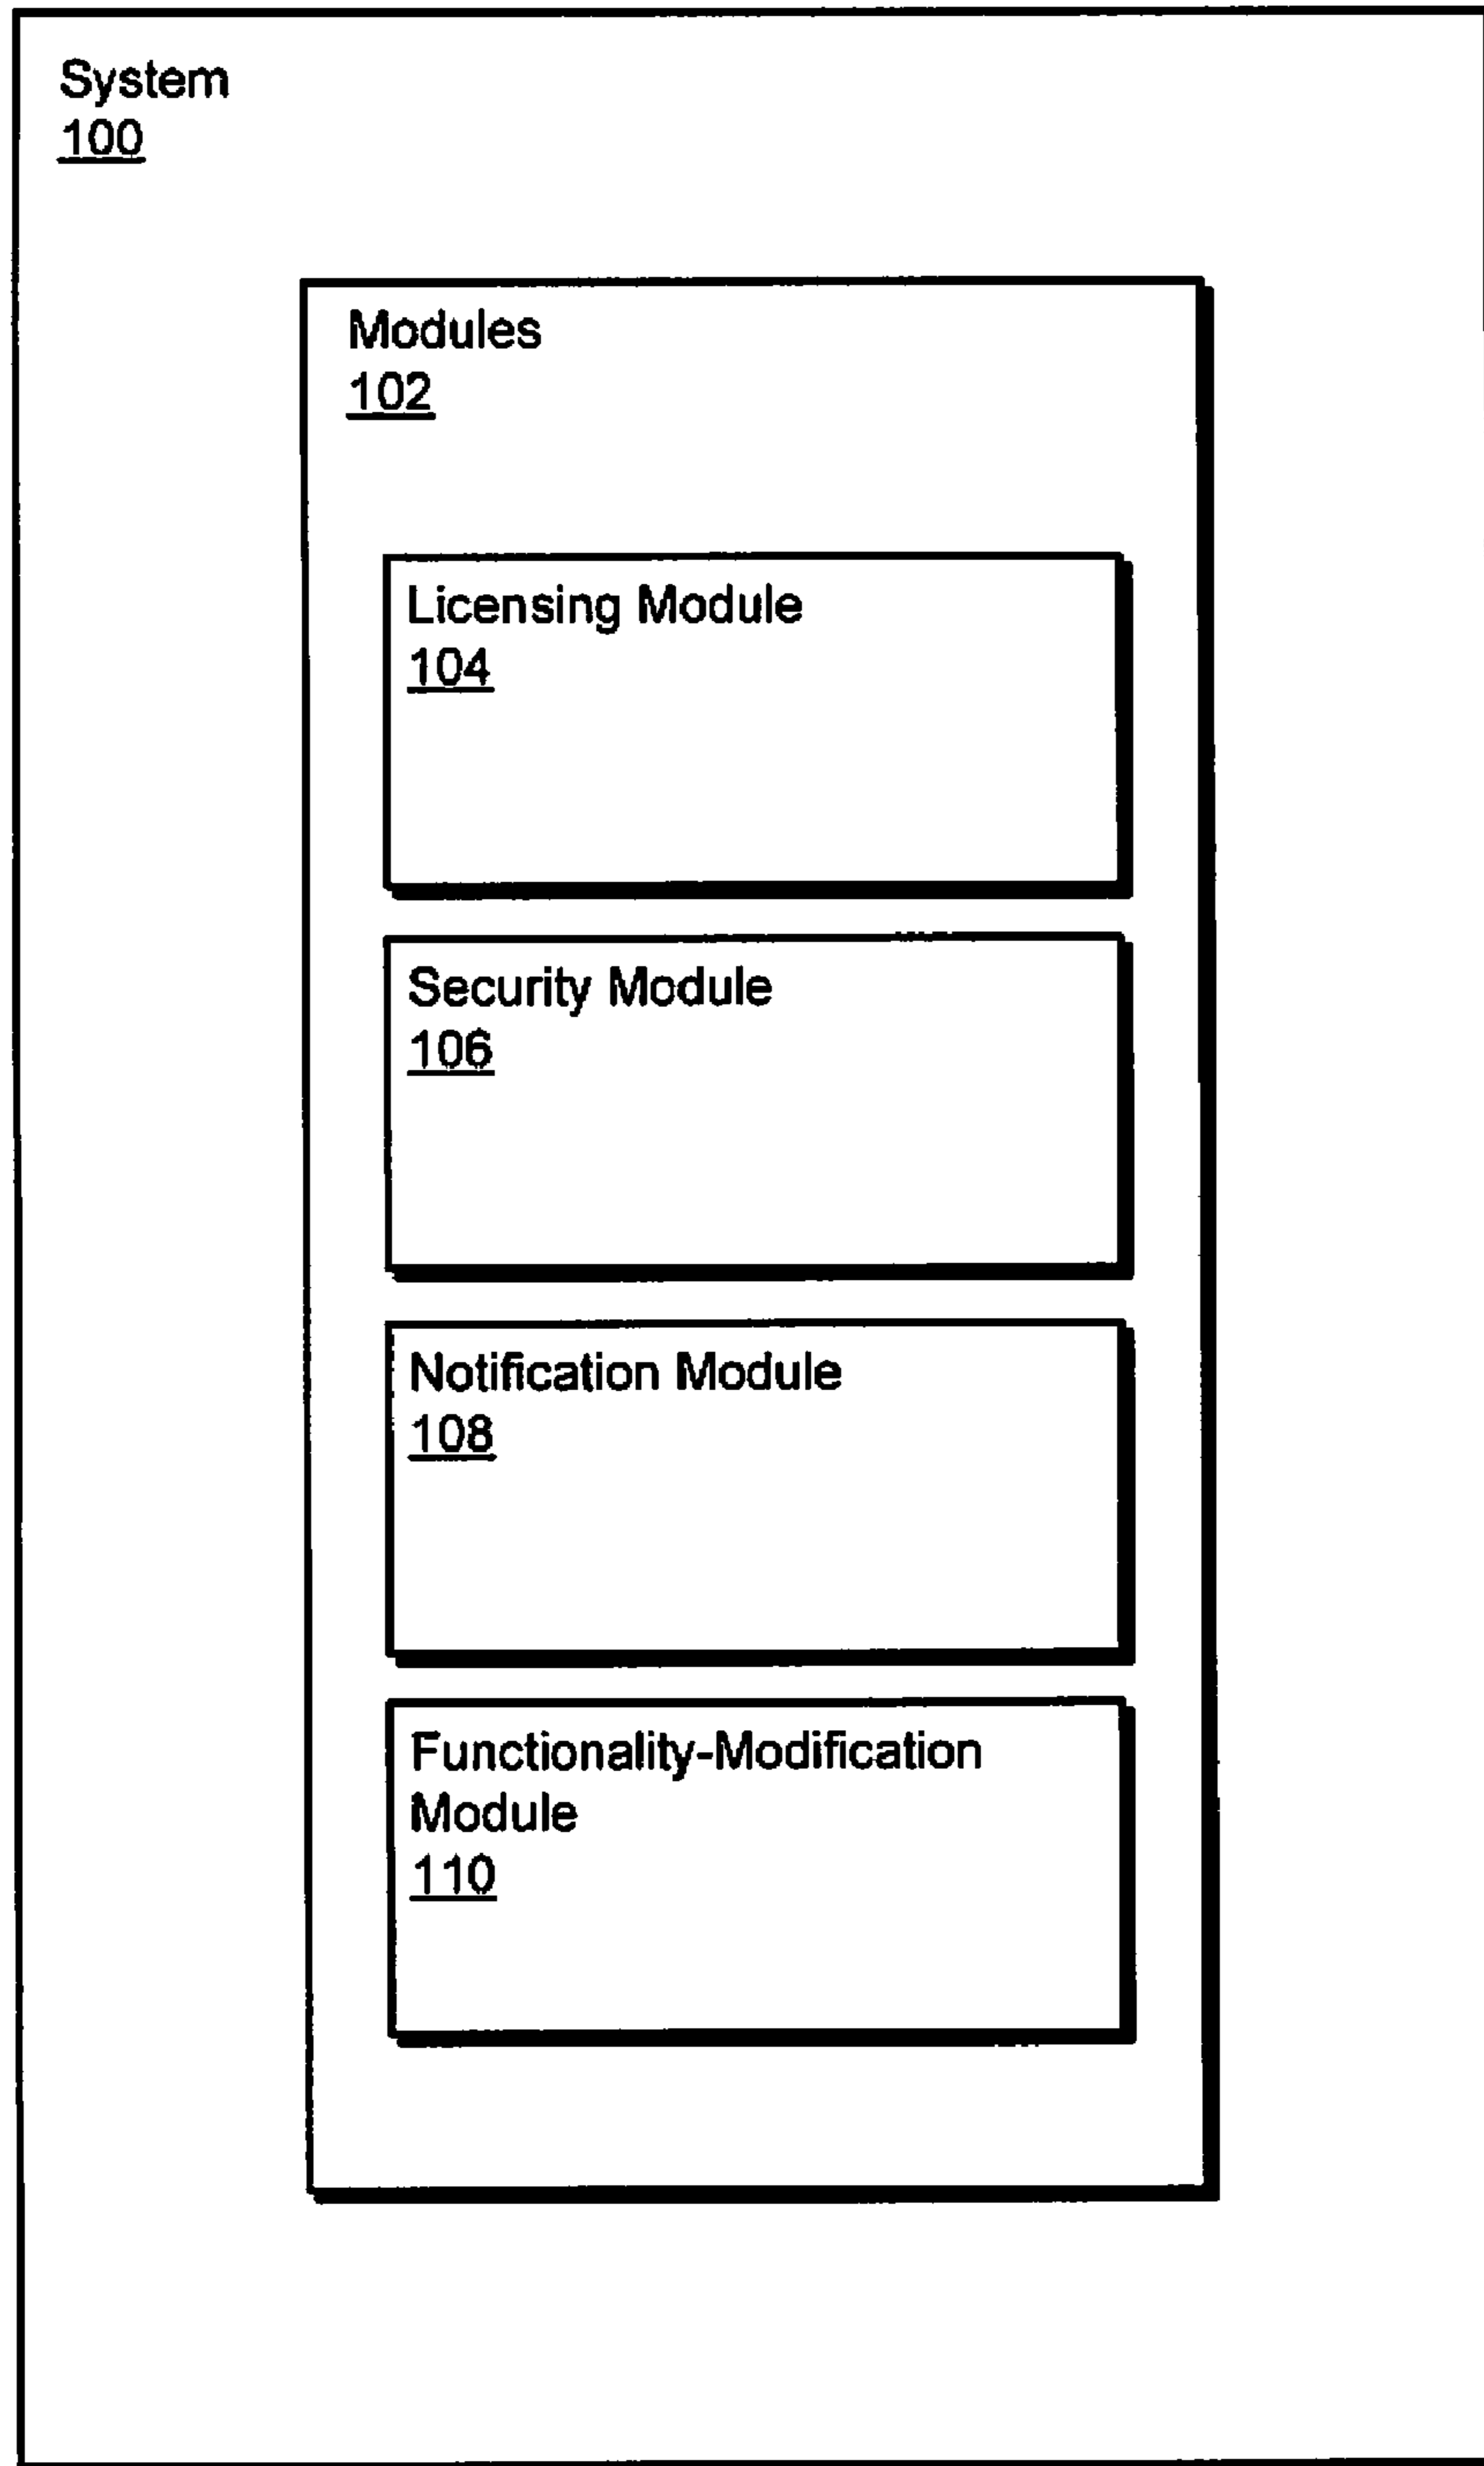 System
100
Modules
102
Licensing Module
104
Security Module
106
Notification Module
108
Functionality-Modification
Module
110